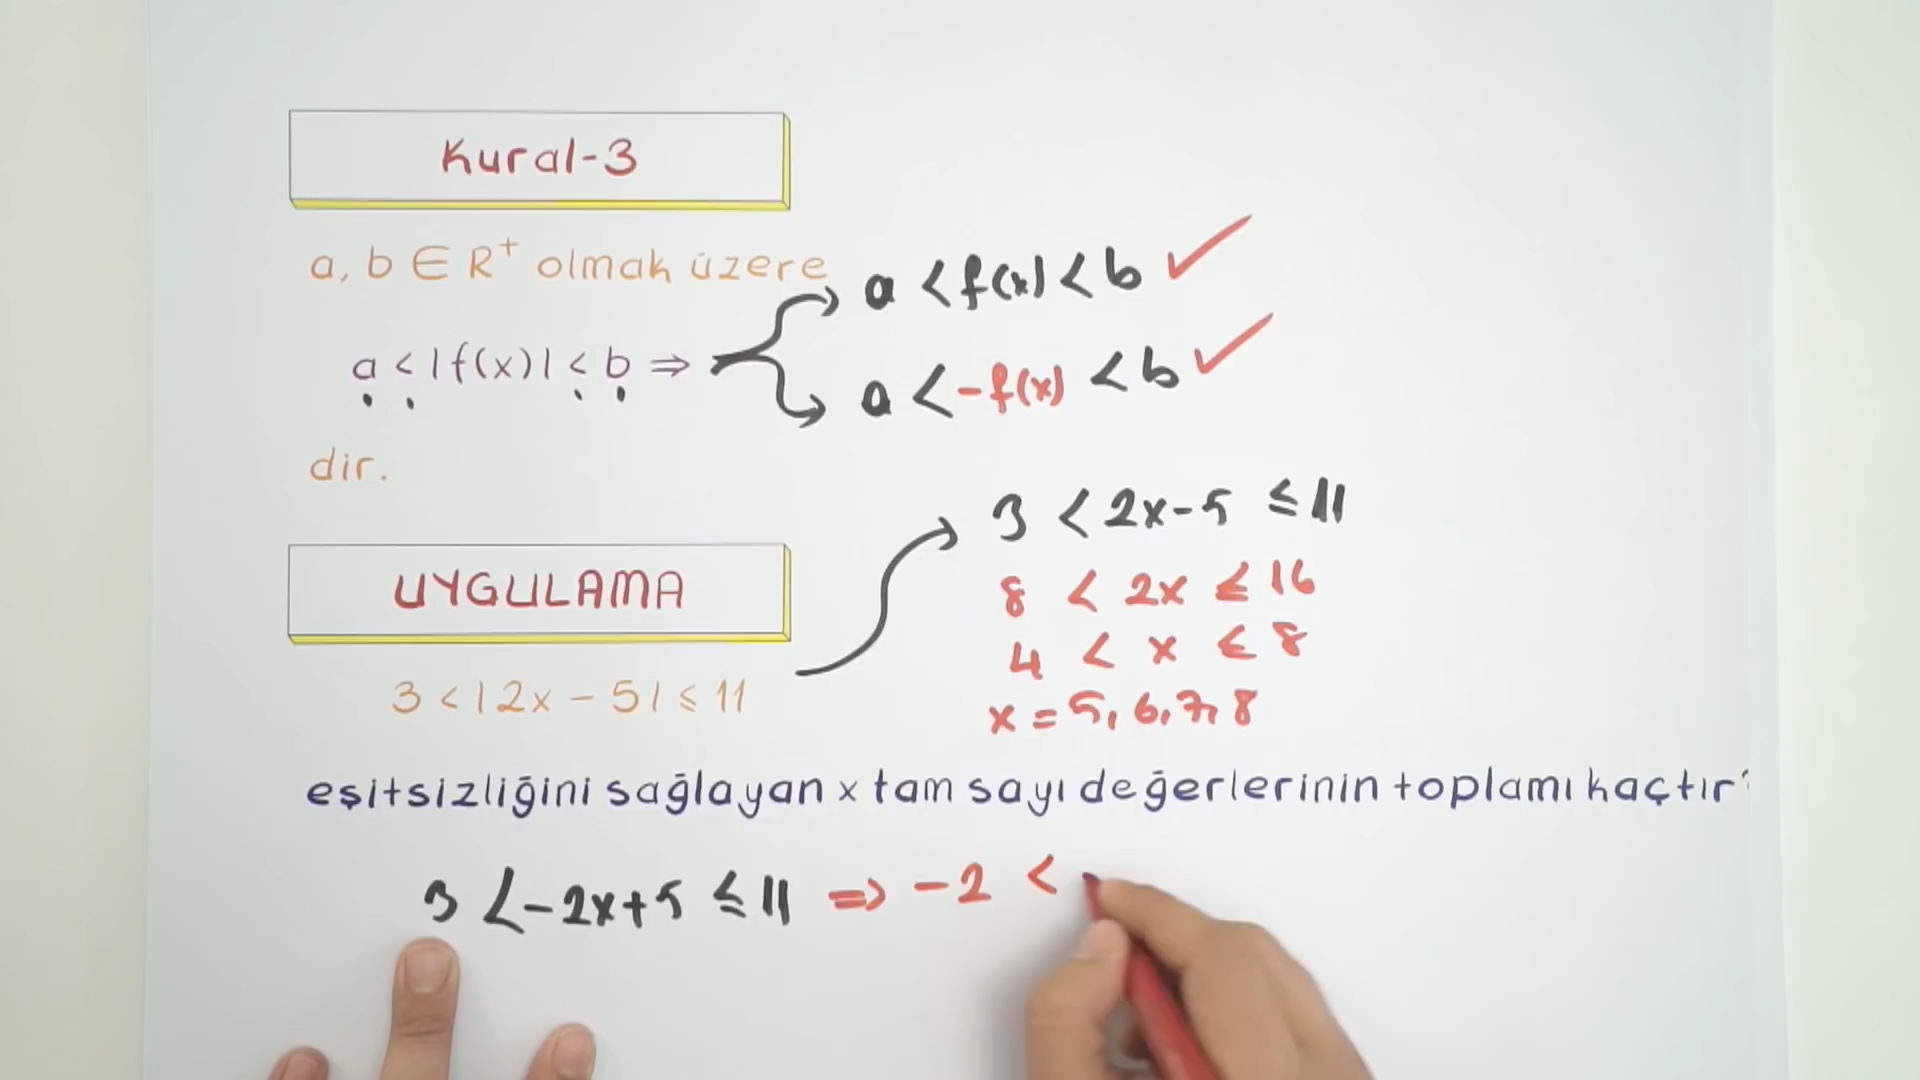 Kural-3
a, b ∈ R⁺ olmak üzere
a < f(x) < b ✓
a < |f(x)| < b ⇒
a < -f(x) < b ✓
dir.
3 < 2x-5 ≤ 11
8 < 2x ≤ 16
UYGULAMA
4 < x ≤ 8
3 < |2x - 5| ≤ 11
x = 5, 6, 7, 8
eşitsizliğini sağlayan x tam sayı değerlerinin toplamı kaçtır
3 < -2x+5 ≤ 11 ⇒ -2 <